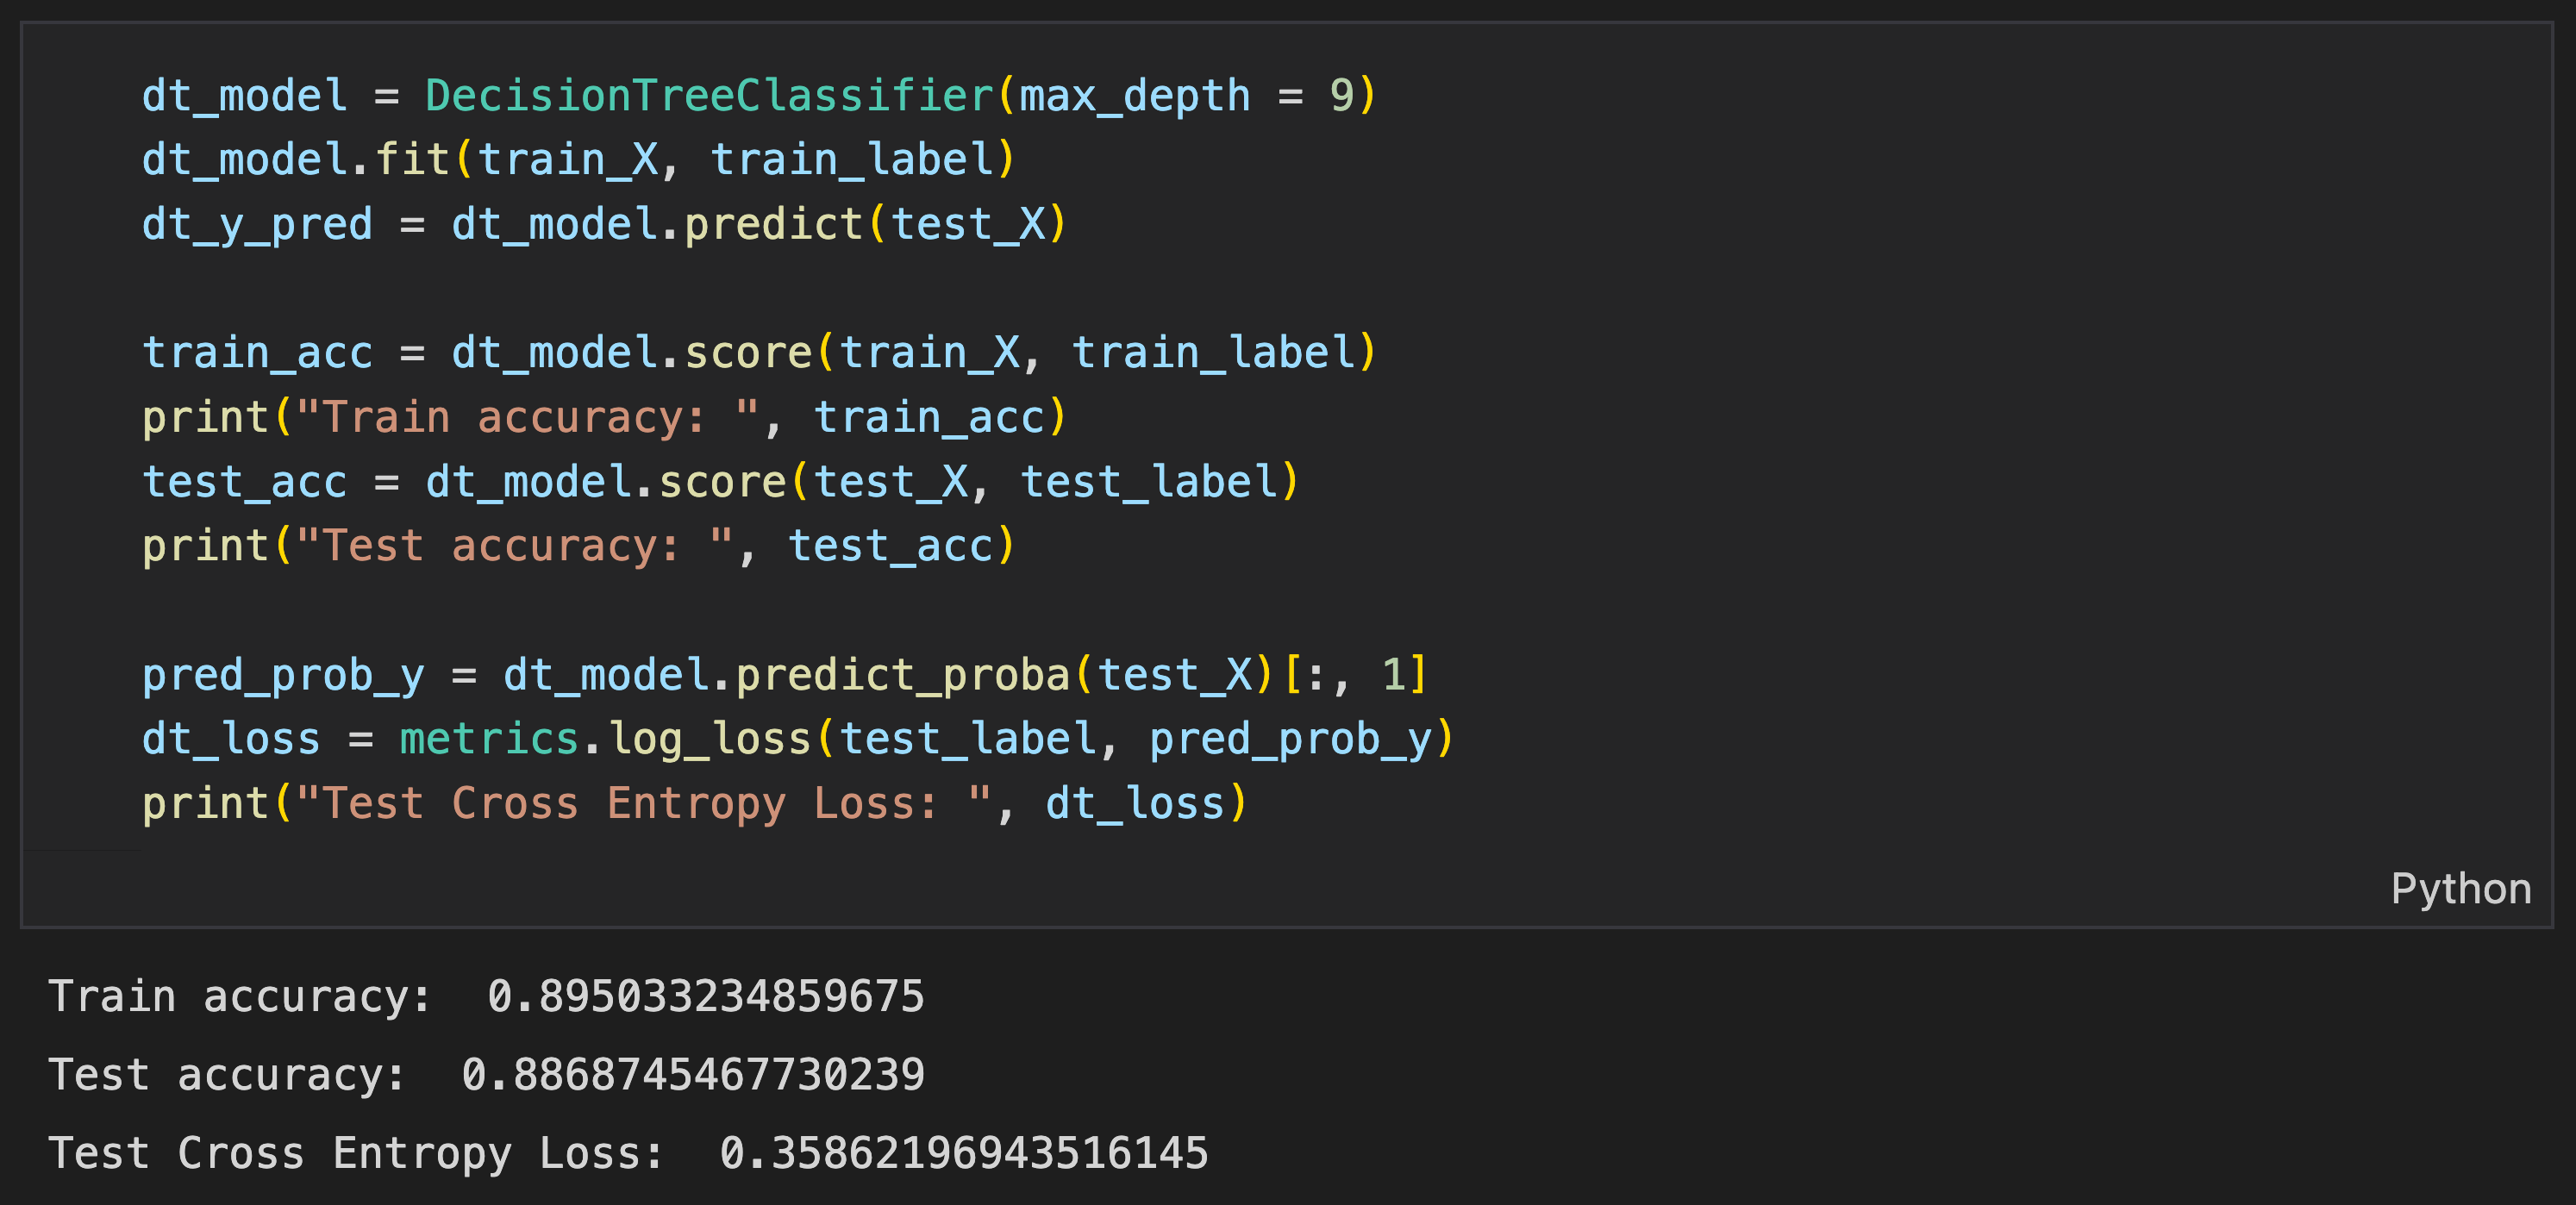 dt_model = DecisionTreeClassifier(max_depth = 9)
dt_model.fit(train_X, train_label)
dt_y_pred = dt_model.predict(test_X)
train_acc = dt_model.score(train_X, train_label)
print("Train accuracy: ", train_acc)
test_acc = dt_model.score(test_X, test_label)
print("Test accuracy: ", test_acc)
pred_prob_y = dt_model.predict_proba(test_X)[:, 1]
dt_loss = metrics.log_loss(test_label, pred_prob_y)
print("Test Cross Entropy Loss: ", dt_loss)
Python
Train accuracy:  0.895033234859675
Test accuracy:  0.8868745467730239
Test Cross Entropy Loss:  0.35862196943516145